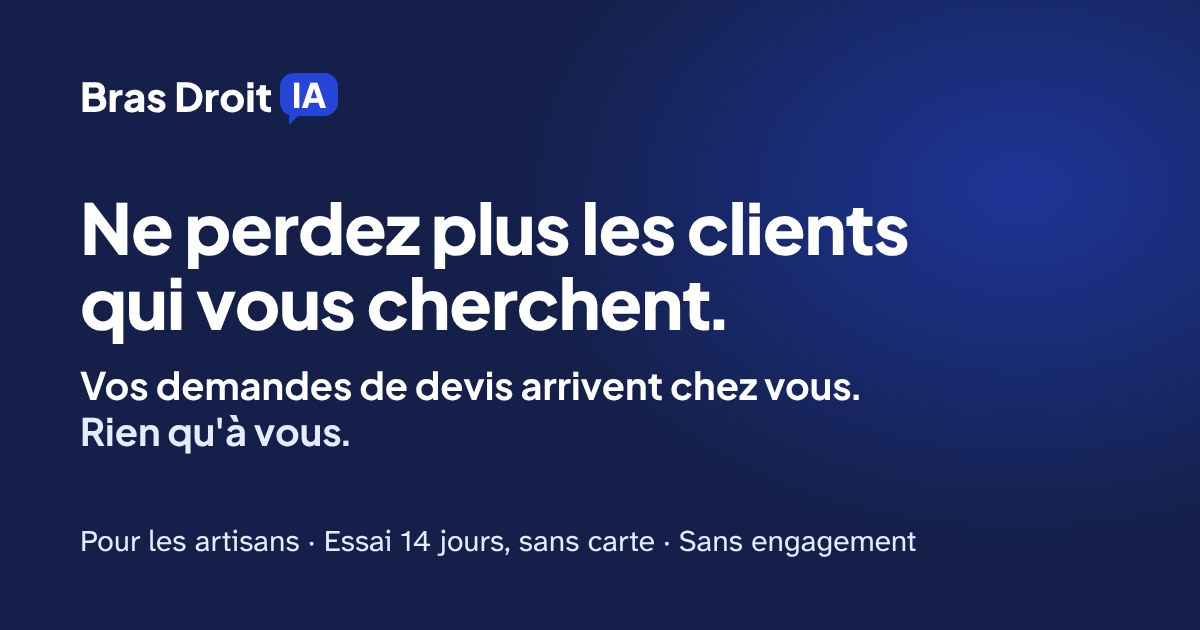 Bras Droit IA
Ne perdez plus les clients
qui vous cherchent.
Vos demandes de devis arrivent chez vous.
Rien qu'à vous.
Pour les artisans · Essai 14 jours, sans carte · Sans engagement